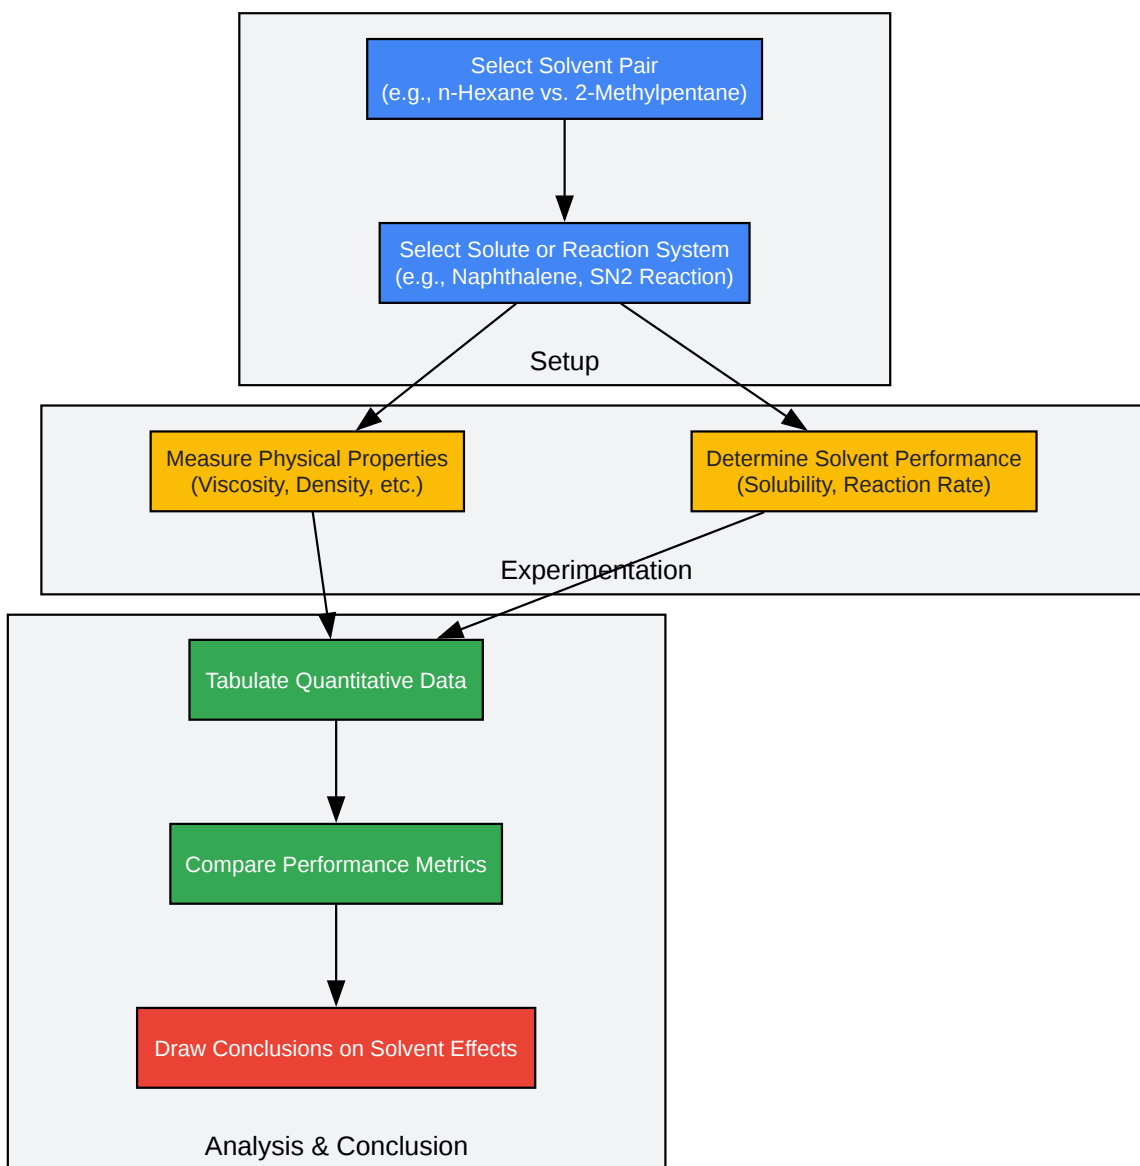 Select Solvent Pair
(e.g., n-Hexane vs. 2-Methylpentane)
Select Solute or Reaction System
(e.g., Naphthalene, SN2 Reaction)
Setup
Measure Physical Properties
(Viscosity, Density, etc.)
Determine Solvent Performance
(Solubility, Reaction Rate)
Experimentation
Tabulate Quantitative Data
Compare Performance Metrics
Draw Conclusions on Solvent Effects
Analysis & Conclusion